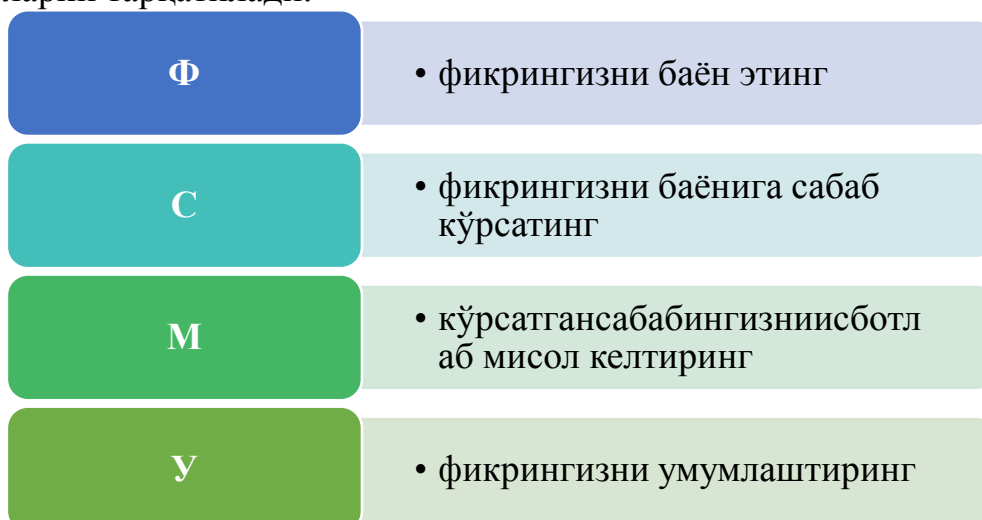 Ф
• фикрингизни баён этинг
С
• фикрингизни баёнига сабаб
кўрсатинг
М
• кўрсатгансабабингизниисботл
аб мисол келтиринг
У
• фикрингизни умумлаштиринг